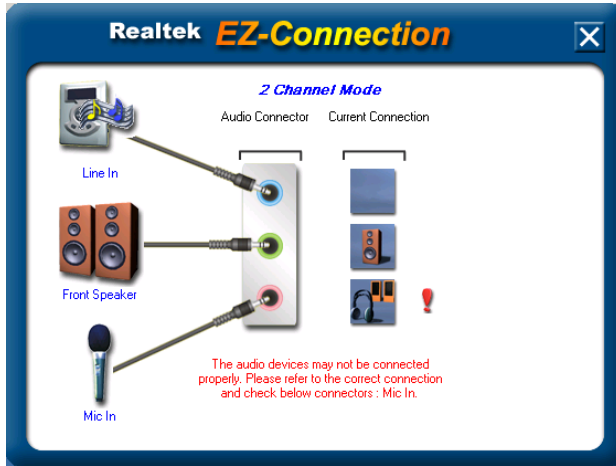 Realtek EZ-Connection
2 Channel Mode
Audio Connector Current Connection
Line In
Front Speaker
Mic In
The audio devices may not be connected
properly. Please refer to the correct connection
and check below connectors : Mic In.